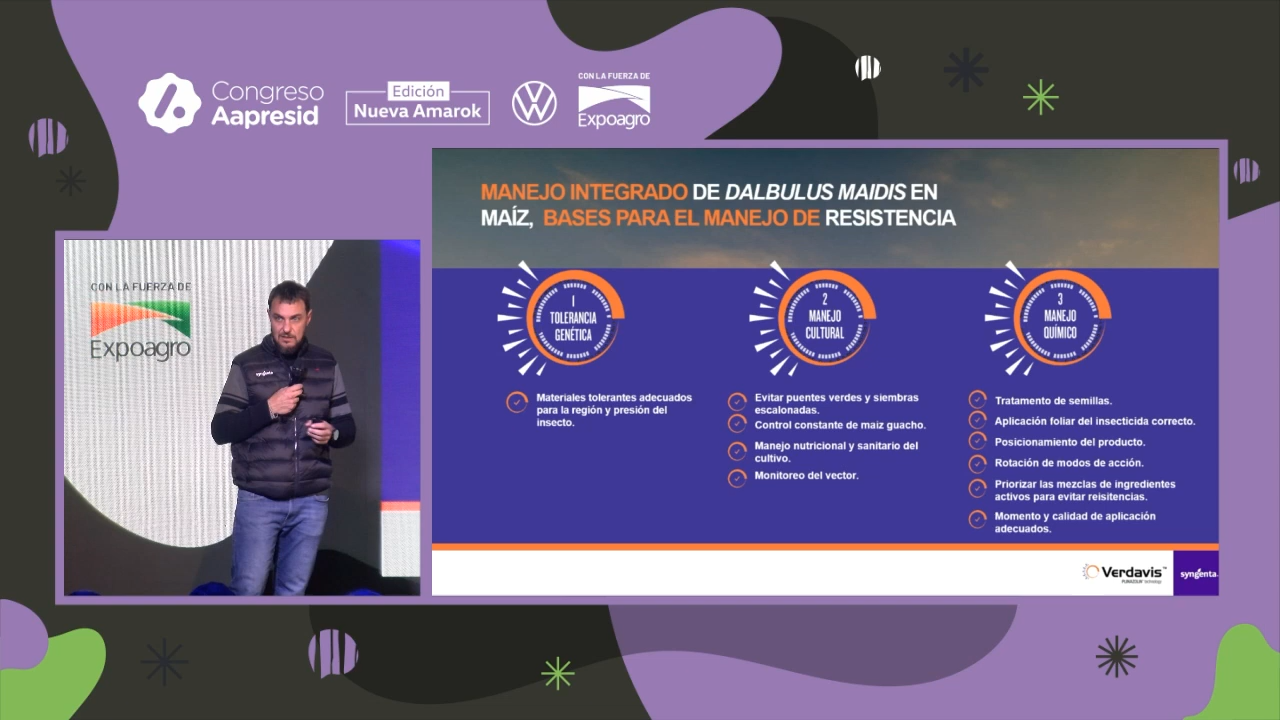 Congreso
Aapresid
Edición
Nueva Amarok
CON LA FUERZA DE
Expoagro
MANEJO INTEGRADO DE DALBULUS MAIDIS EN
MAÍZ, BASES PARA EL MANEJO DE RESISTENCIA
CON LA FUERZA DE
Expoagro
syngenta
1
TOLERANCIA
GENÉTICA
Materiales tolerantes adecuados
para la región y presión del
insecto.
2
MANEJO
CULTURAL
Evitar puentes verdes y siembras
escalonadas.
Control constante de maíz guacho.
Manejo nutricional y sanitario del
cultivo.
Monitoreo del vector.
3
MANEJO
QUÍMICO
Tratamiento de semillas.
Aplicación foliar del insecticida correcto.
Posicionamiento del producto.
Rotación de modos de acción.
Priorizar las mezclas de ingredientes
activos para evitar reisitencias.
Momento y calidad de aplicación
adecuados.
Verdavis™
PLINAZOLIN® technology
syngenta